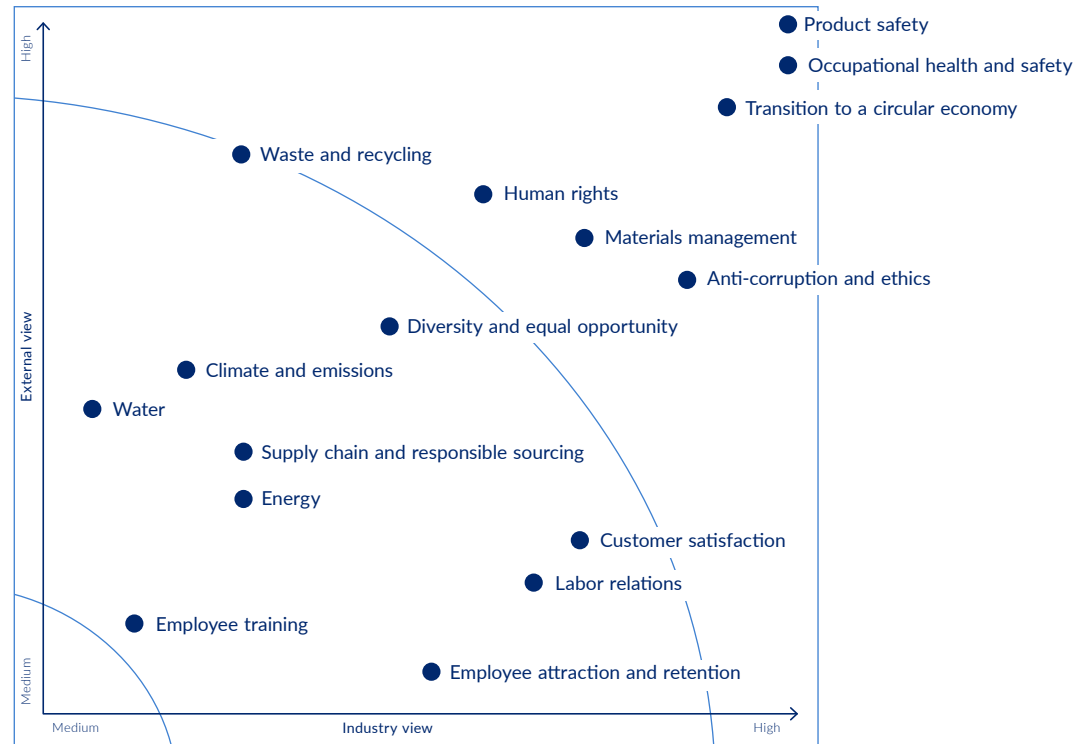 High
Product safety
Occupational health and safety
Transition to a circular economy
Waste and recycling
Human rights
Materials management
Anti-corruption and ethics
Diversity and equal opportunity
External view
Climate and emissions
Water
Supply chain and responsible sourcing
Energy
Customer satisfaction
Labor relations
Employee training
Employee attraction and retention
Medium
Medium
Industry view
High